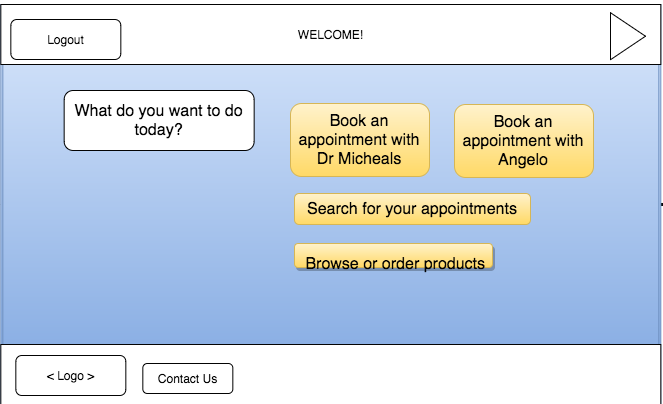 Logout
WELCOME!
What do you want to do
today?
Book an
appointment with
Dr Micheals
Book an
appointment with
Angelo
Search for your appointments
Browse or order products
< Logo >
Contact Us